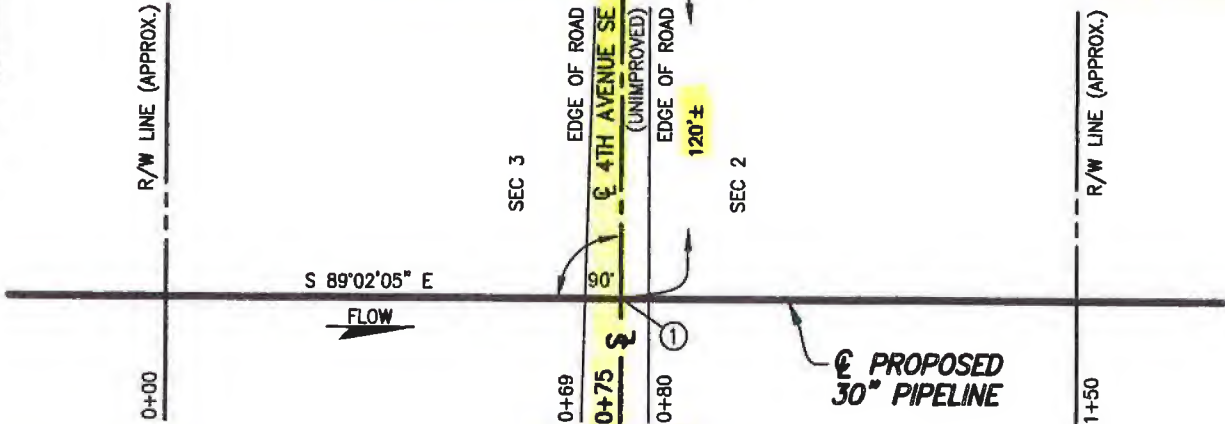 R/W LINE (APPROX.)
SEC 3
EDGE OF ROAD
℄ 4TH AVENUE SE
(UNIMPROVED)
EDGE OF ROAD
120'±
SEC 2
R/W LINE (APPROX.)
S 89°02'05" E
90°
FLOW
1
℄ PROPOSED
30" PIPELINE
0+00
0+69
0+75
0+80
1+50